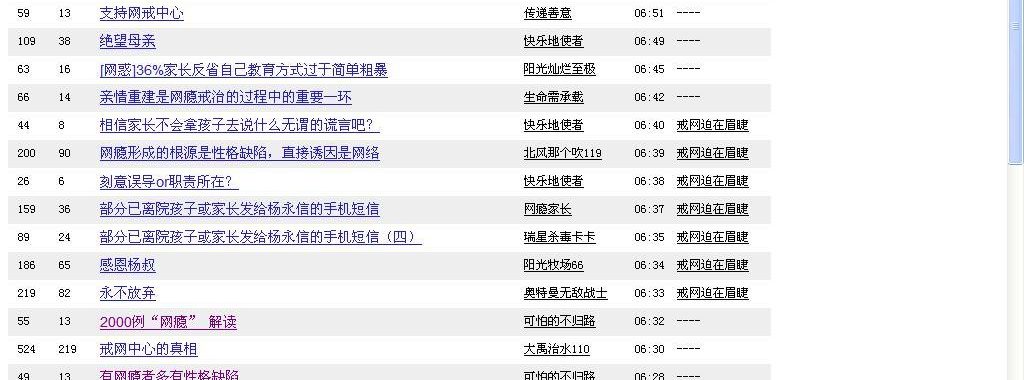 59 13 支持网戒中心 传递善意 06:51 ----
109 38 绝望母亲 快乐地使者 06:49 ----
63 16 [网惑]36%家长反省自己教育方式过于简单粗暴 阳光灿烂至极 06:45 ----
66 14 亲情重建是网瘾戒治的过程中的重要一环 生命需承载 06:42 ----
44 8 相信家长不会拿孩子去说什么无谓的谎言吧？ 快乐地使者 06:40 戒网迫在眉睫
200 90 网瘾形成的根源是性格缺陷，直接诱因是网络 北风那个吹119 06:39 戒网迫在眉睫
26 6 刻意误导or职责所在？ 快乐地使者 06:38 戒网迫在眉睫
159 36 部分已离院孩子或家长发给杨永信的手机短信 网瘾家长 06:37 戒网迫在眉睫
89 24 部分已离院孩子或家长发给杨永信的手机短信（四） 瑞星杀毒卡卡 06:35 戒网迫在眉睫
186 65 感恩杨叔 阳光牧场66 06:34 戒网迫在眉睫
219 82 永不放弃 奥特曼无敌战士 06:33 戒网迫在眉睫
55 13 2000例“网瘾” 解读 可怕的不归路 06:32 ----
524 219 戒网中心的真相 大禹治水110 06:30 ----
49 13 有网瘾者多有性格缺陷 可怕的不归路 06:28 ----